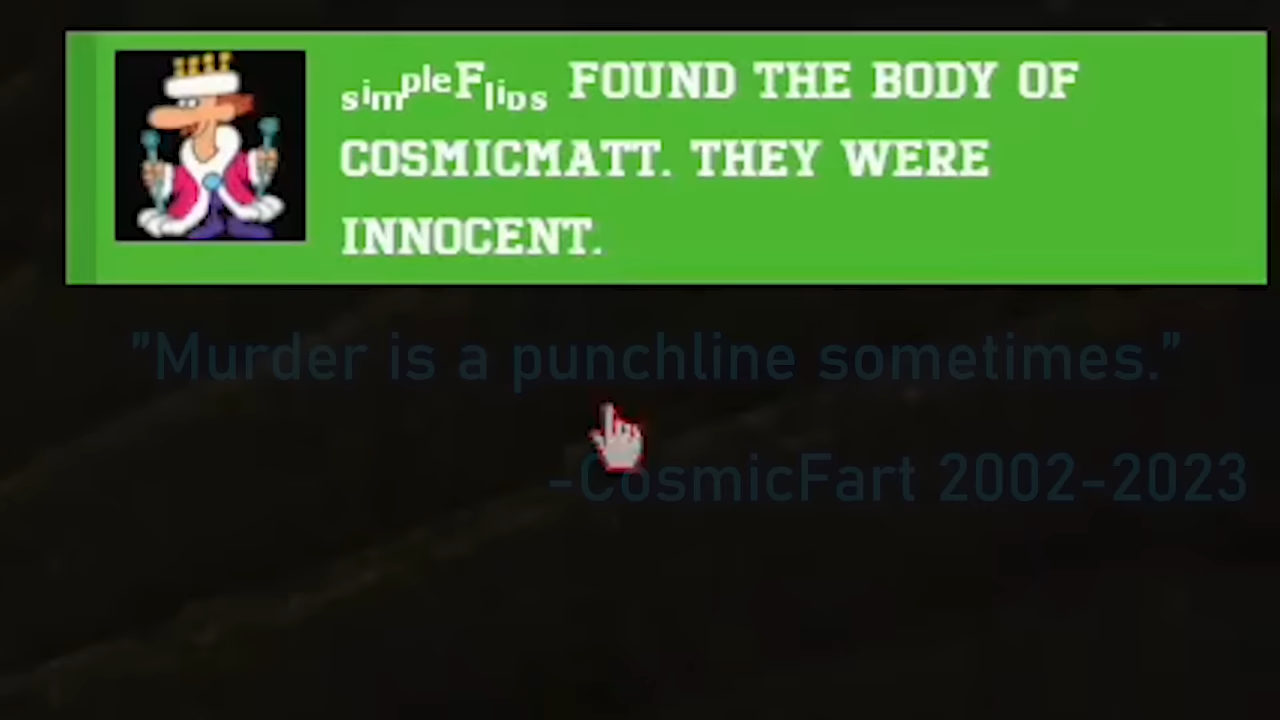 simpleFlips FOUND THE BODY OF
COSMICMATT. THEY WERE
INNOCENT.
"Murder is a punchline sometimes."
-CosmicFart 2002-2023